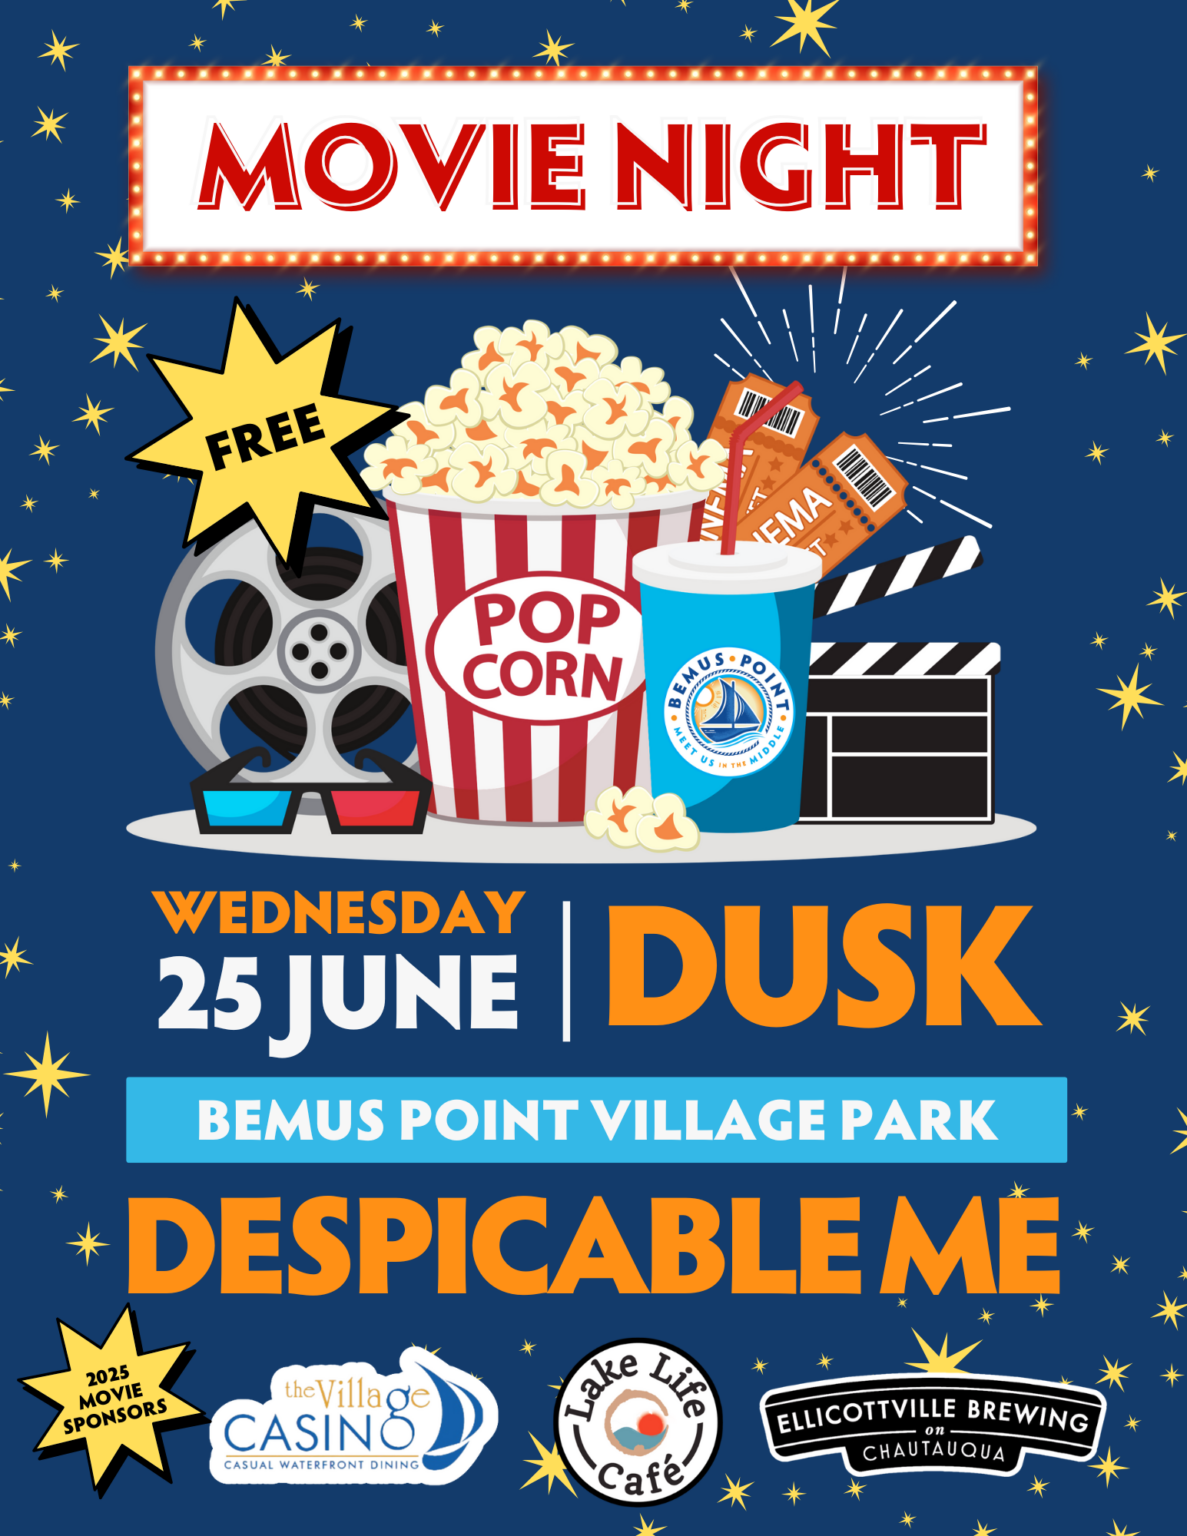 MOVIE NIGHT
FREE
CINEMA
POP
CORN
BEMUS • POINT
MEET US IN THE MIDDLE
WEDNESDAY
25 JUNE
DUSK
BEMUS POINT VILLAGE PARK
DESPICABLE ME
2025
MOVIE
SPONSORS
the Village
CASINO
CASUAL WATERFRONT DINING
Lake Life
Café
ELLICOTTVILLE BREWING
on
CHAUTAUQUA